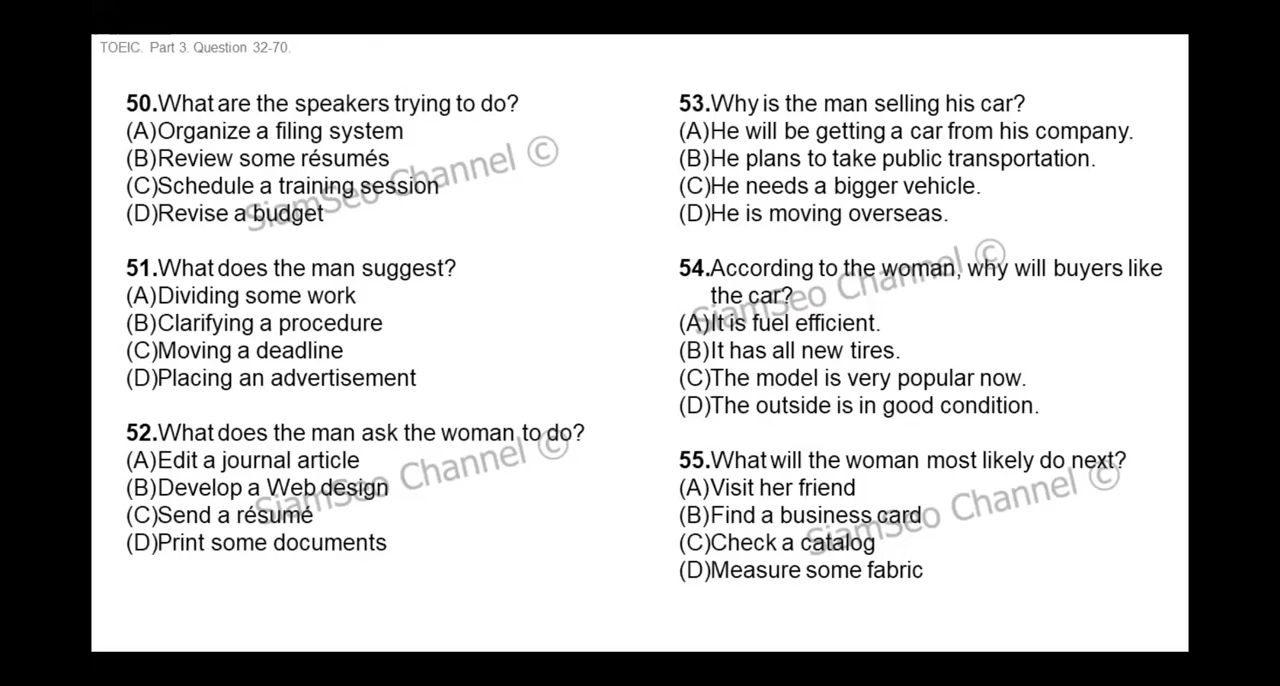 TOEIC. Part 3. Question 32-70.
50.What are the speakers trying to do?
(A)Organize a filing system
(B)Review some résumés
(C)Schedule a training session
(D)Revise a budget
SiamSeo Channel ©
51.What does the man suggest?
(A)Dividing some work
(B)Clarifying a procedure
(C)Moving a deadline
(D)Placing an advertisement
52.What does the man ask the woman to do?
(A)Edit a journal article
(B)Develop a Web design
(C)Send a résumé
(D)Print some documents
SiamSeo Channel ©
53.Why is the man selling his car?
(A)He will be getting a car from his company.
(B)He plans to take public transportation.
(C)He needs a bigger vehicle.
(D)He is moving overseas.
54.According to the woman, why will buyers like
the car?
(A)It is fuel efficient.
(B)It has all new tires.
(C)The model is very popular now.
(D)The outside is in good condition.
SiamSeo Channel ©
55.What will the woman most likely do next?
(A)Visit her friend
(B)Find a business card
(C)Check a catalog
(D)Measure some fabric
SiamSeo Channel ©